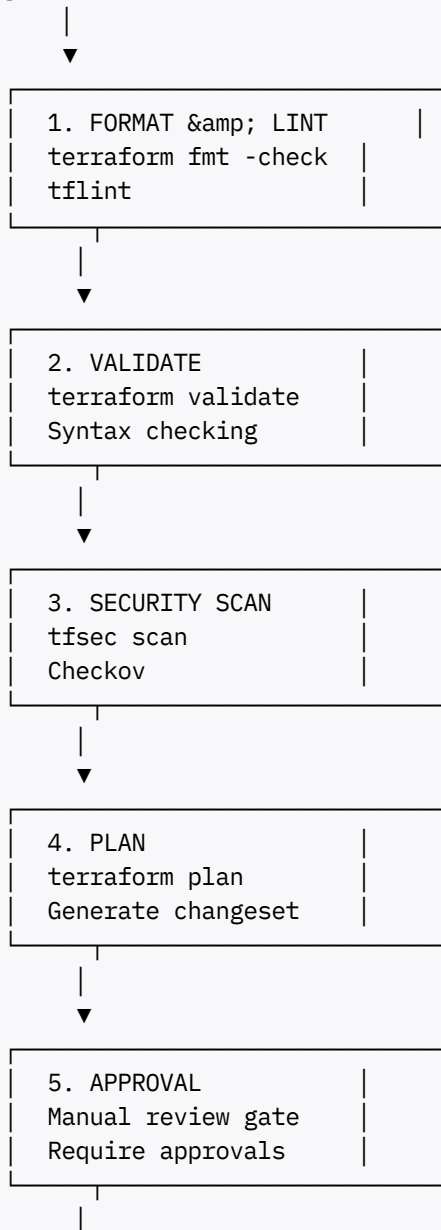 1. FORMAT &amp; LINT
terraform fmt -check
tflint
2. VALIDATE
terraform validate
Syntax checking
3. SECURITY SCAN
tfsec scan
Checkov
4. PLAN
terraform plan
Generate changeset
5. APPROVAL
Manual review gate
Require approvals